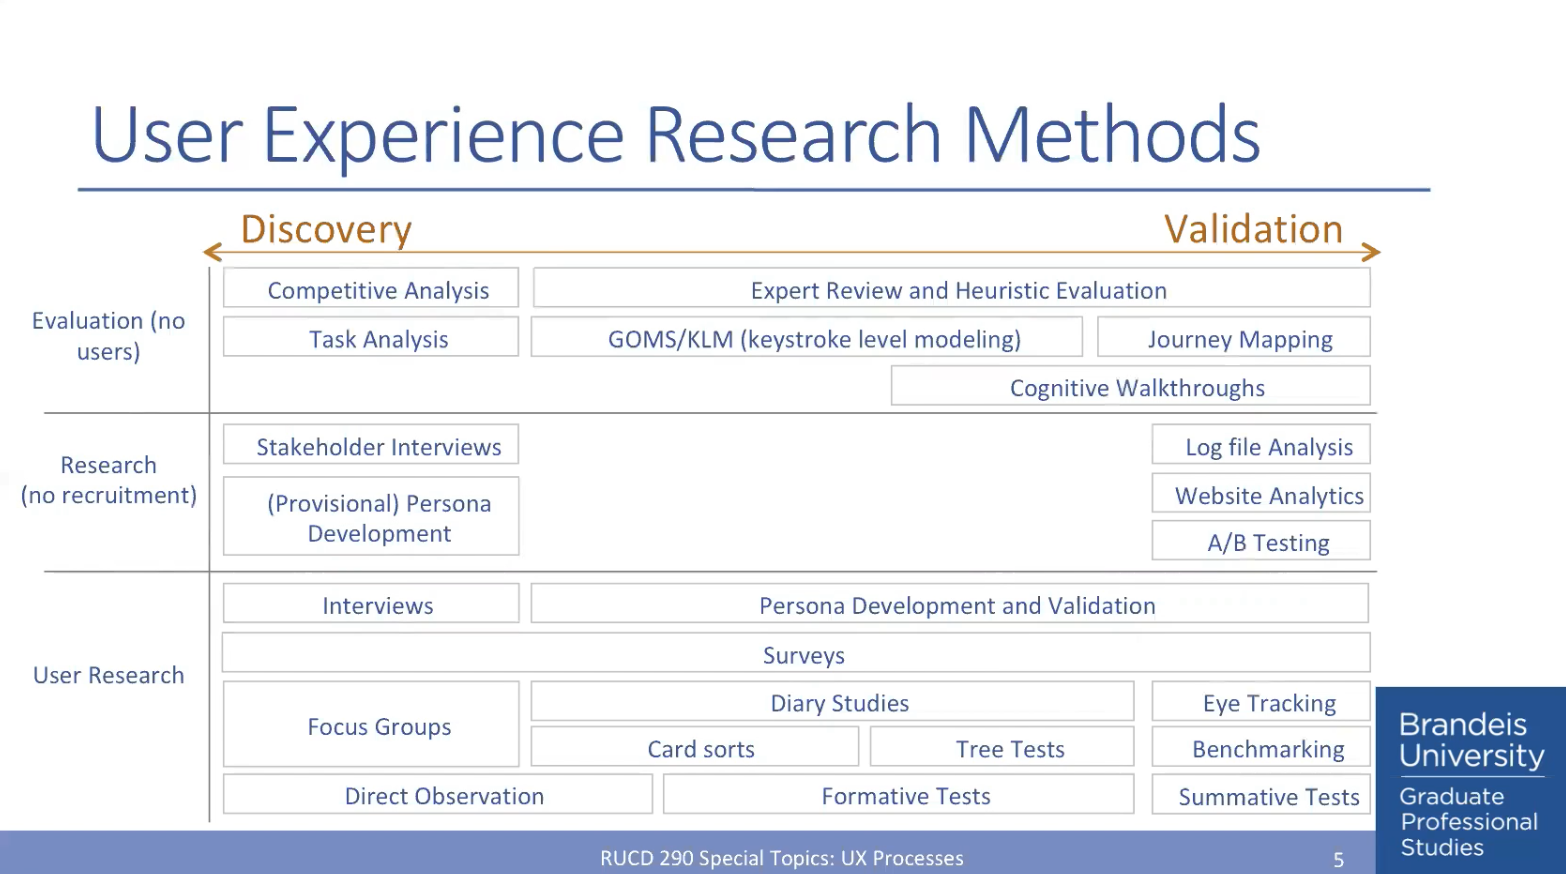 User Experience Research Methods
Discovery
Validation
Evaluation (no
users)
Competitive Analysis
Expert Review and Heuristic Evaluation
Task Analysis
GOMS/KLM (keystroke level modeling)
Journey Mapping
Cognitive Walkthroughs
Research
(no recruitment)
Stakeholder Interviews
Log file Analysis
(Provisional) Persona
Development
Website Analytics
A/B Testing
User Research
Interviews
Persona Development and Validation
Surveys
Focus Groups
Diary Studies
Eye Tracking
Card sorts
Tree Tests
Benchmarking
Direct Observation
Formative Tests
Summative Tests
Brandeis
University
Graduate
Professional
Studies
RUCD 290 Special Topics: UX Processes
5